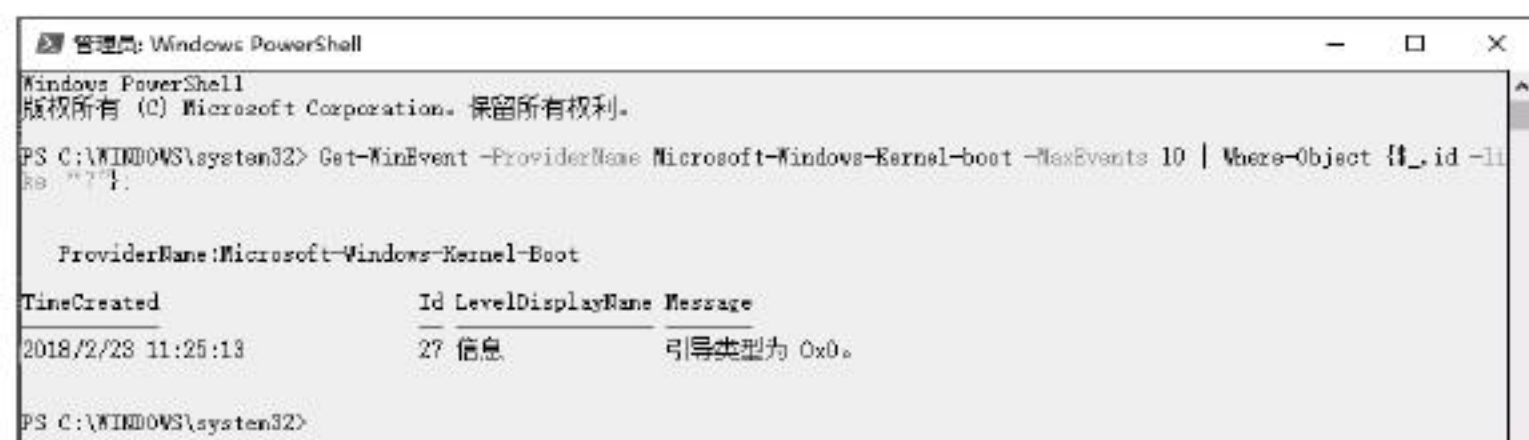 管理员: Windows PowerShell
Windows PowerShell
版权所有 (C) Microsoft Corporation。保留所有权利。
PS C:\WINDOWS\system32> Get-WinEvent -ProviderName Microsoft-Windows-Kernel-boot -MaxEvents 10 | Where-Object {$_.id -li
ke
ProviderName:Microsoft-Windows-Kernel-Boot
TimeCreated Id LevelDisplayName Message
2018/2/23 11:25:13 27 信息 引导类型为 0x0。
PS C:\WINDOWS\system32>